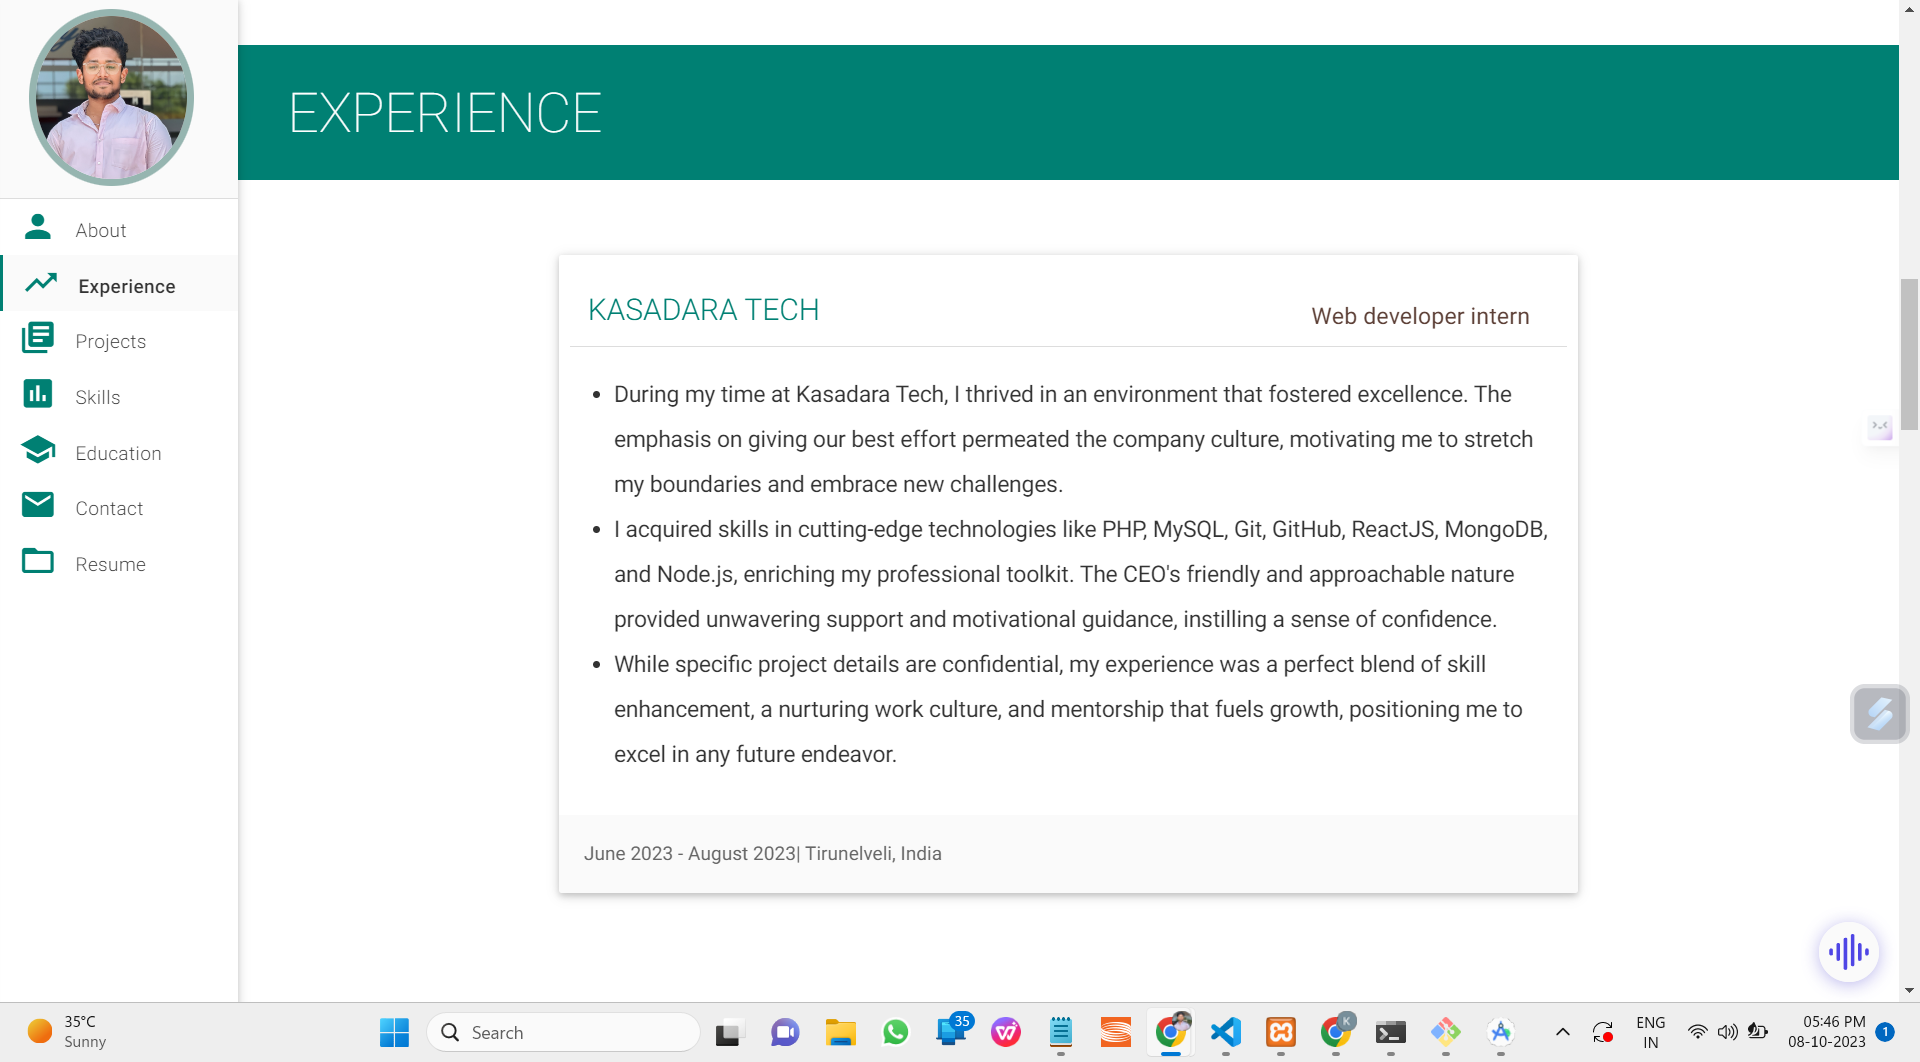 EXPERIENCE
About
Experience
Projects
Skills
Education
Contact
Resume
KASADARA TECH
Web developer intern
During my time at Kasadara Tech, I thrived in an environment that fostered excellence. The
emphasis on giving our best effort permeated the company culture, motivating me to stretch
my boundaries and embrace new challenges.
I acquired skills in cutting-edge technologies like PHP, MySQL, Git, GitHub, ReactJS, MongoDB,
and Node.js, enriching my professional toolkit. The CEO's friendly and approachable nature
provided unwavering support and motivational guidance, instilling a sense of confidence.
While specific project details are confidential, my experience was a perfect blend of skill
enhancement, a nurturing work culture, and mentorship that fuels growth, positioning me to
excel in any future endeavor.
June 2023 - August 2023| Tirunelveli, India
35°C
Sunny
Search
35
K
ENG
IN
05:46 PM
08-10-2023
1